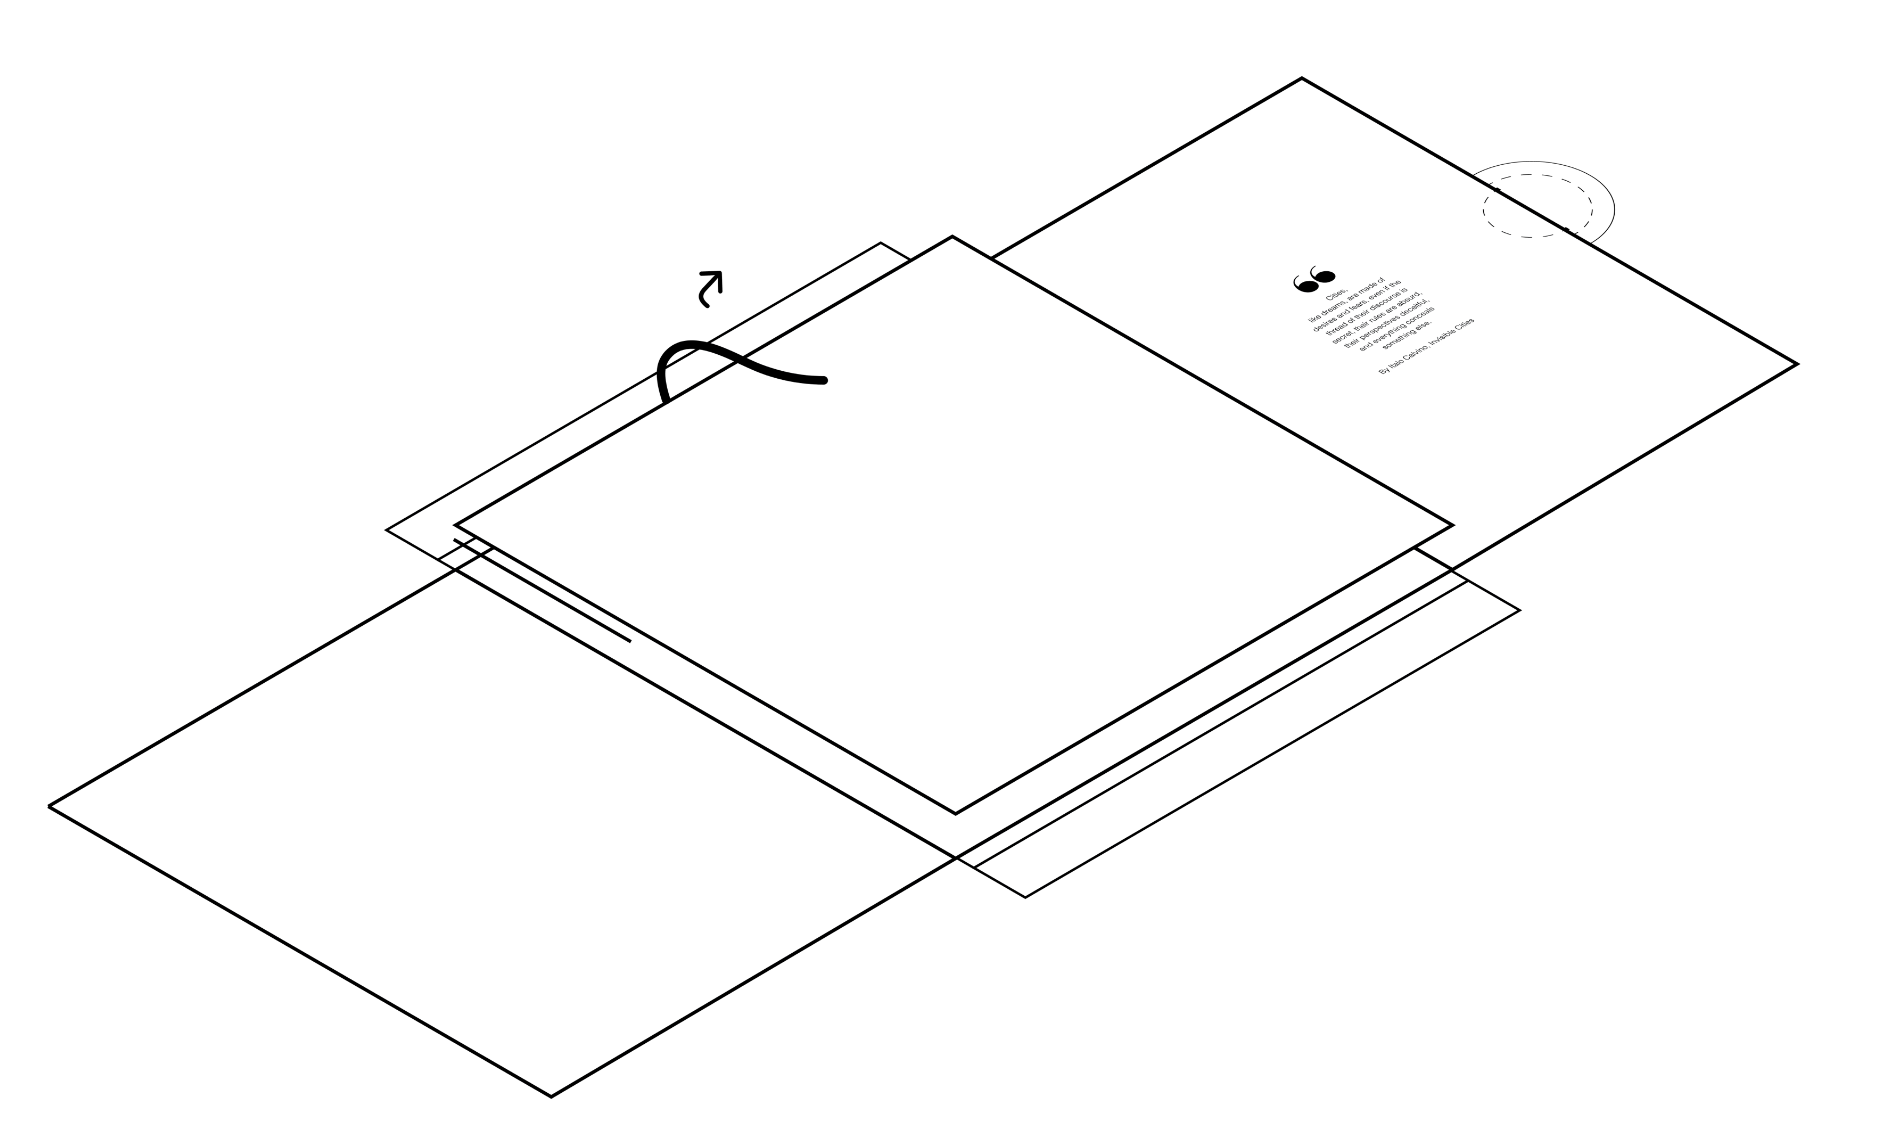 ❝
Cities,
like dreams, are made of
desires and fears, even if the
thread of their discourse is
secret, their rules are absurd,
their perspectives deceitful,
and everything conceals
something else.
By Italo Calvino, Invisible Cities